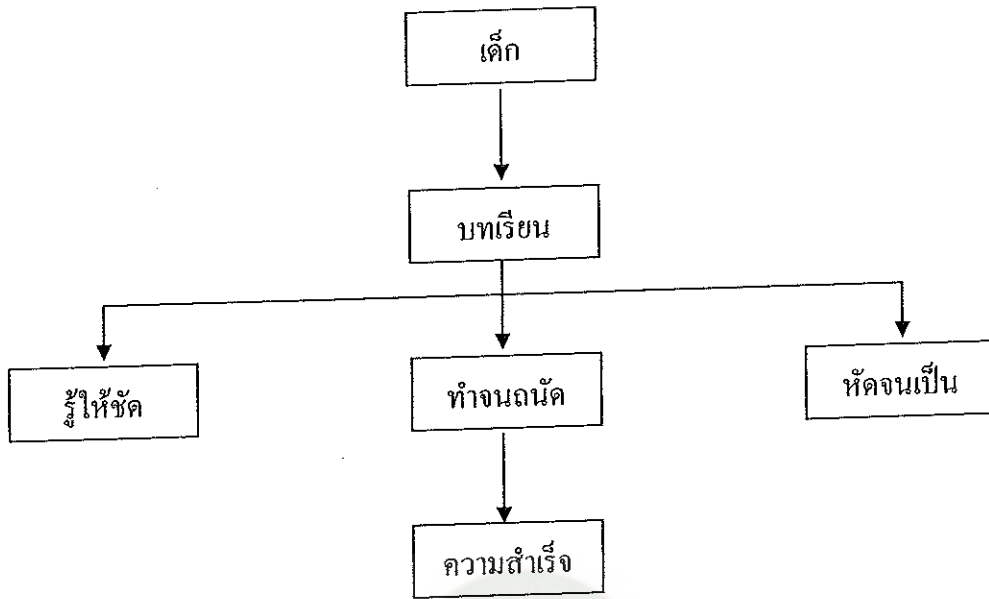 เด็ก
บทเรียน
รู้ให้ชัด
ทำจนถนัด
หัดจนเป็น
ความสำเร็จ